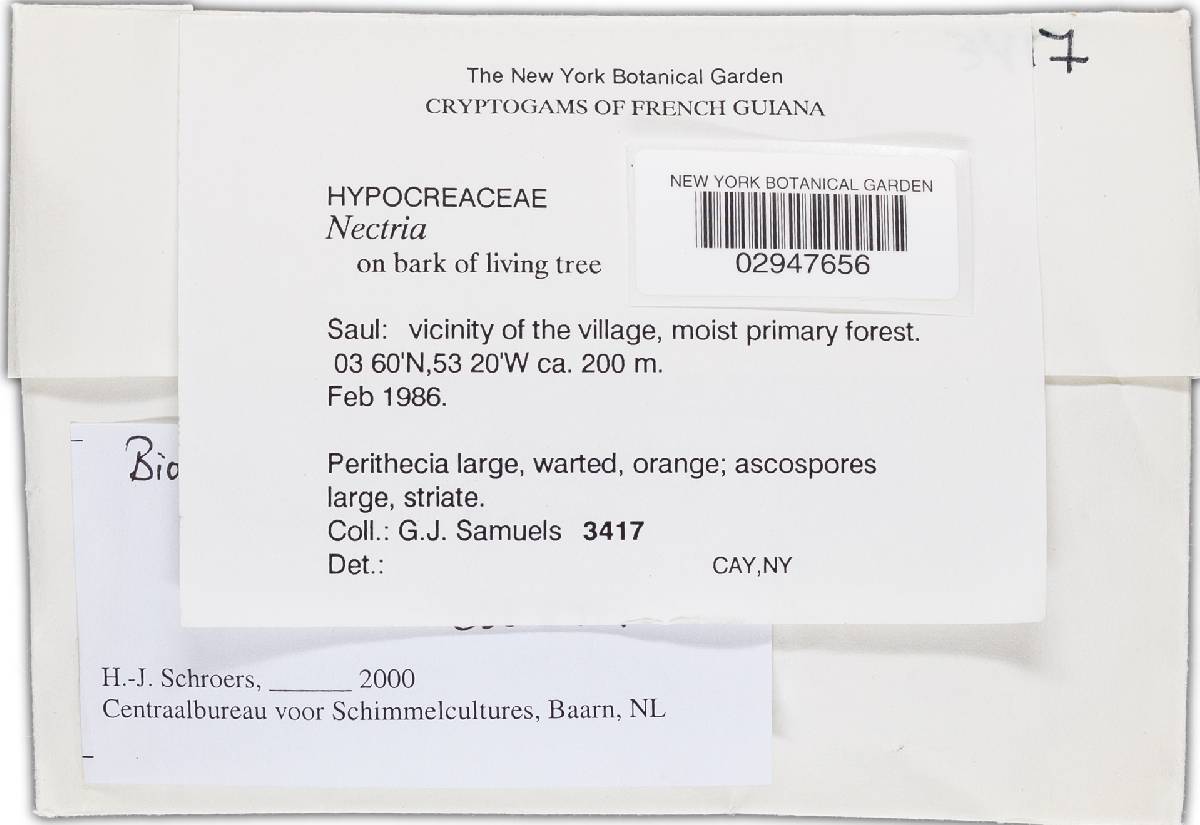 17
The New York Botanical Garden
CRYPTOGAMS OF FRENCH GUIANA
NEW YORK BOTANICAL GARDEN
02947656
HYPOCREACEAE
Nectria
on bark of living tree
Saul: vicinity of the village, moist primary forest.
03 60'N,53 20'W ca. 200 m.
Feb 1986.
Perithecia large, warted, orange; ascospores
large, striate.
Coll.: G.J. Samuels 3417
Det.: CAY,NY
Bio
H.-J. Schroers, ______ 2000
Centraalbureau voor Schimmelcultures, Baarn, NL